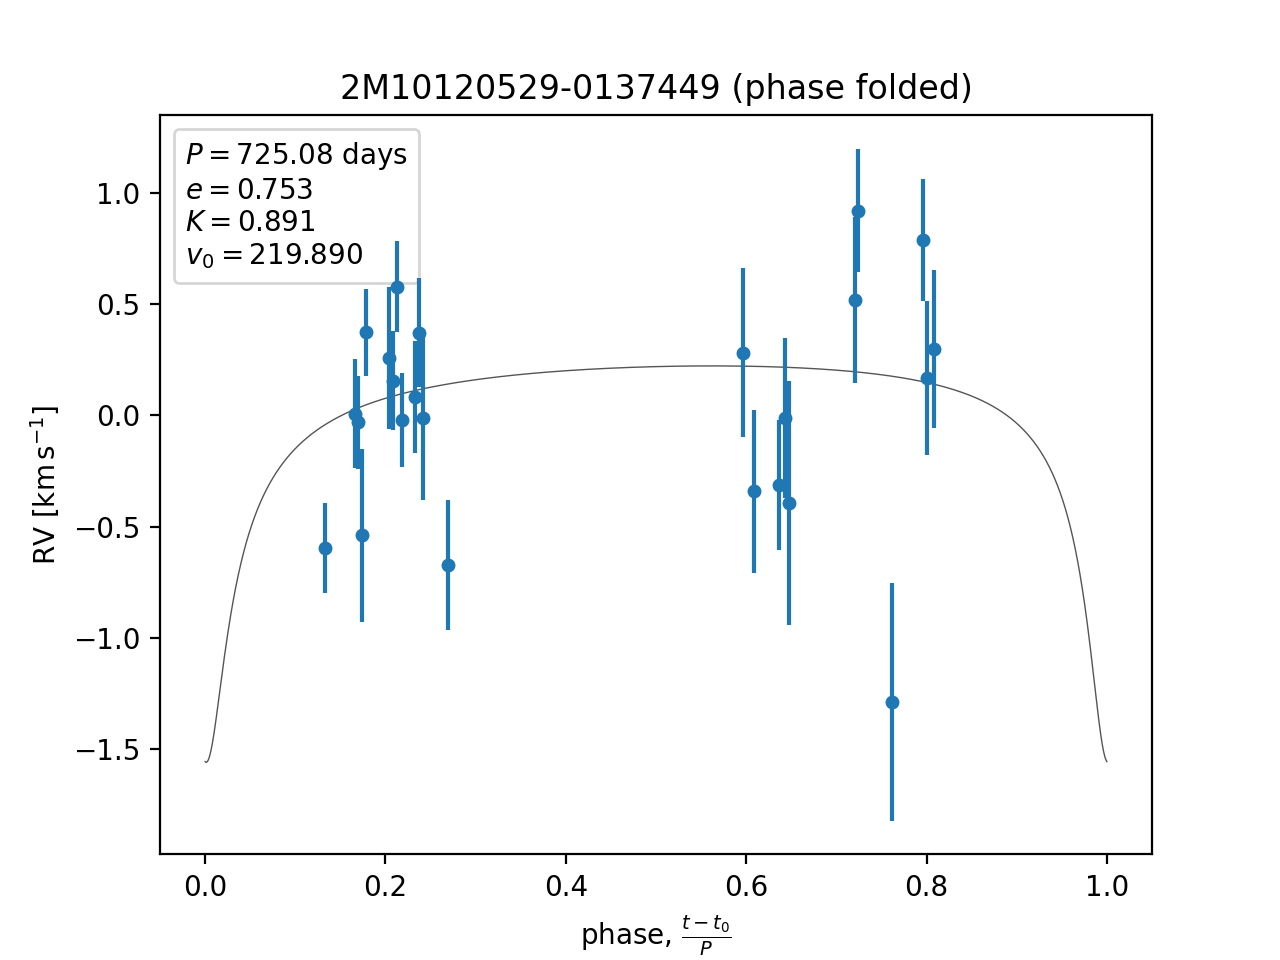 2M10120529-0137449 (phase folded)
P = 725.08 days
e = 0.753
K = 0.891
v₀ = 219.890
1.0
0.5
0.0
−0.5
−1.0
−1.5
RV [km s⁻¹]
0.0 0.2 0.4 0.6 0.8 1.0
phase, (t − t₀)/P